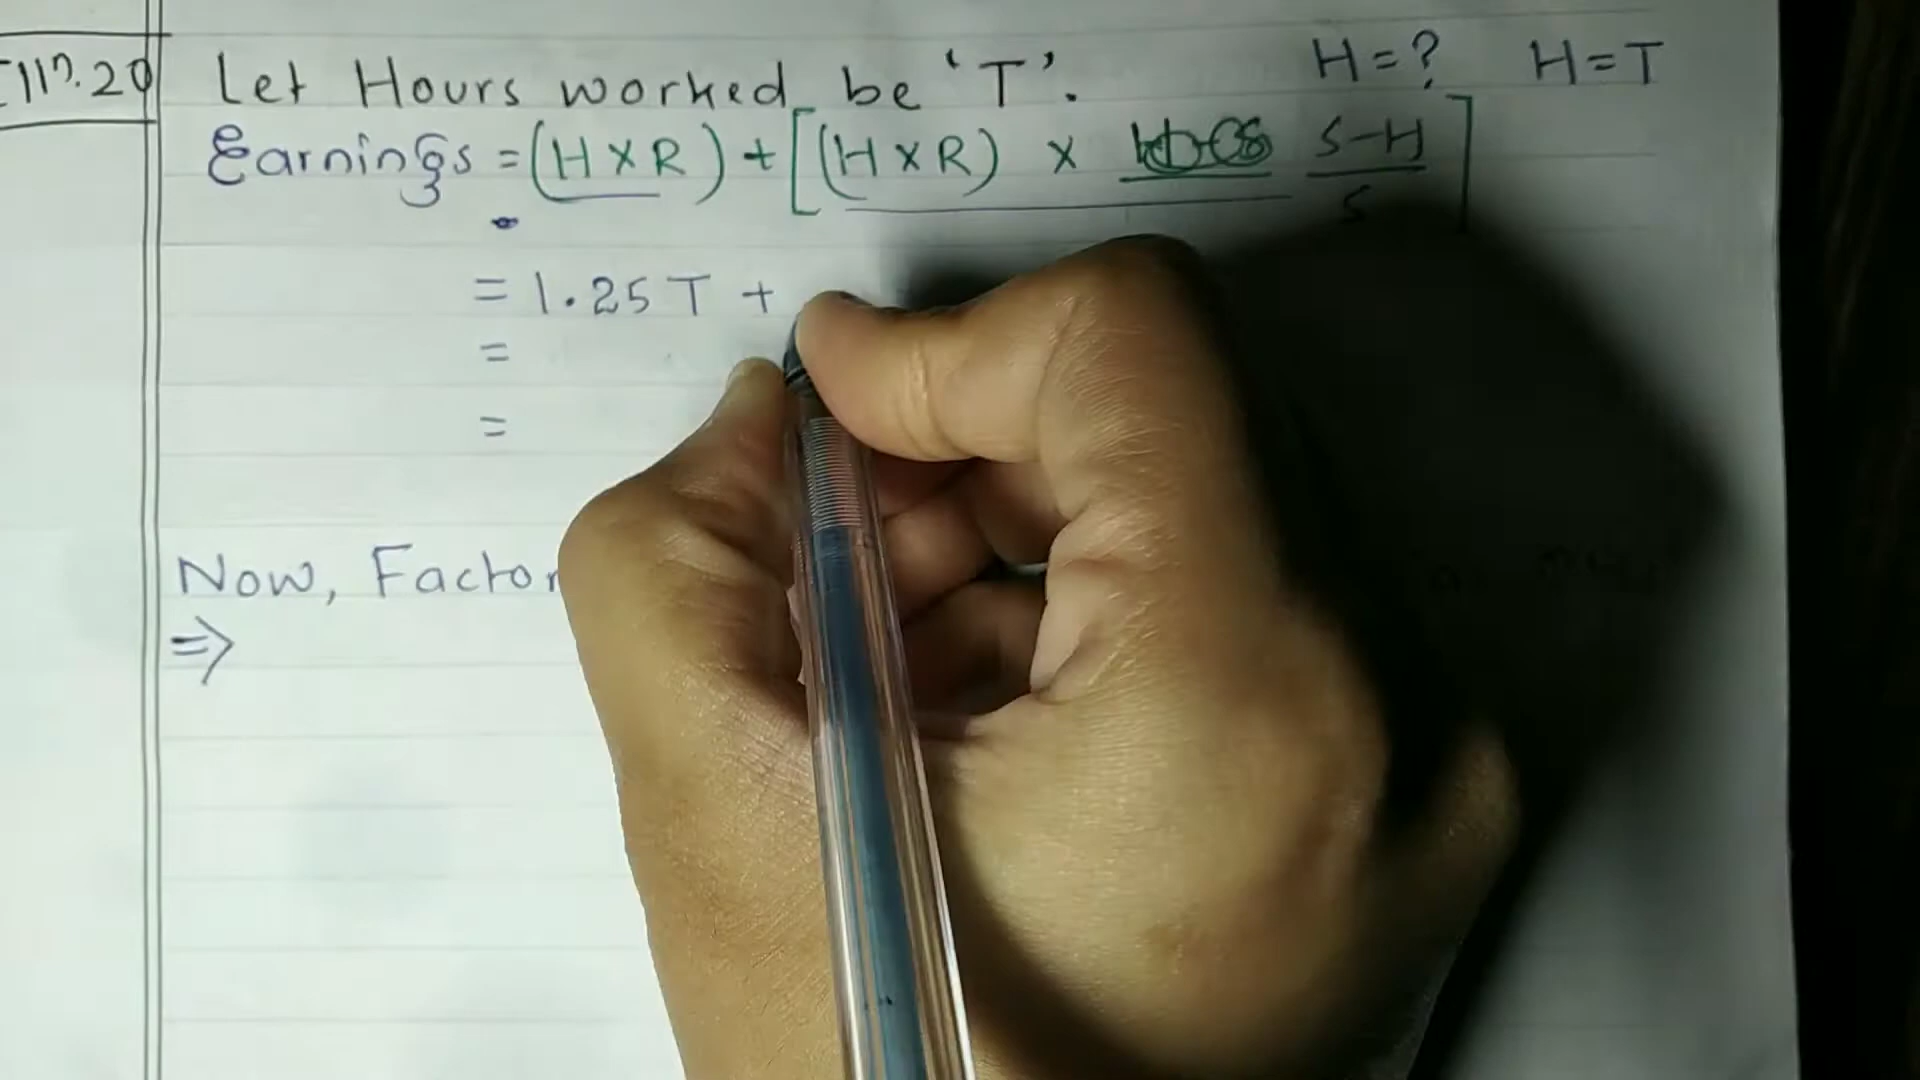 Illⁿ.20
Let Hours worked be 'T'. H=? H=T
Earnings = (H×R) + [(H×R) × S-H/S]
= 1.25T +
=
=
Now, Factor
⇒